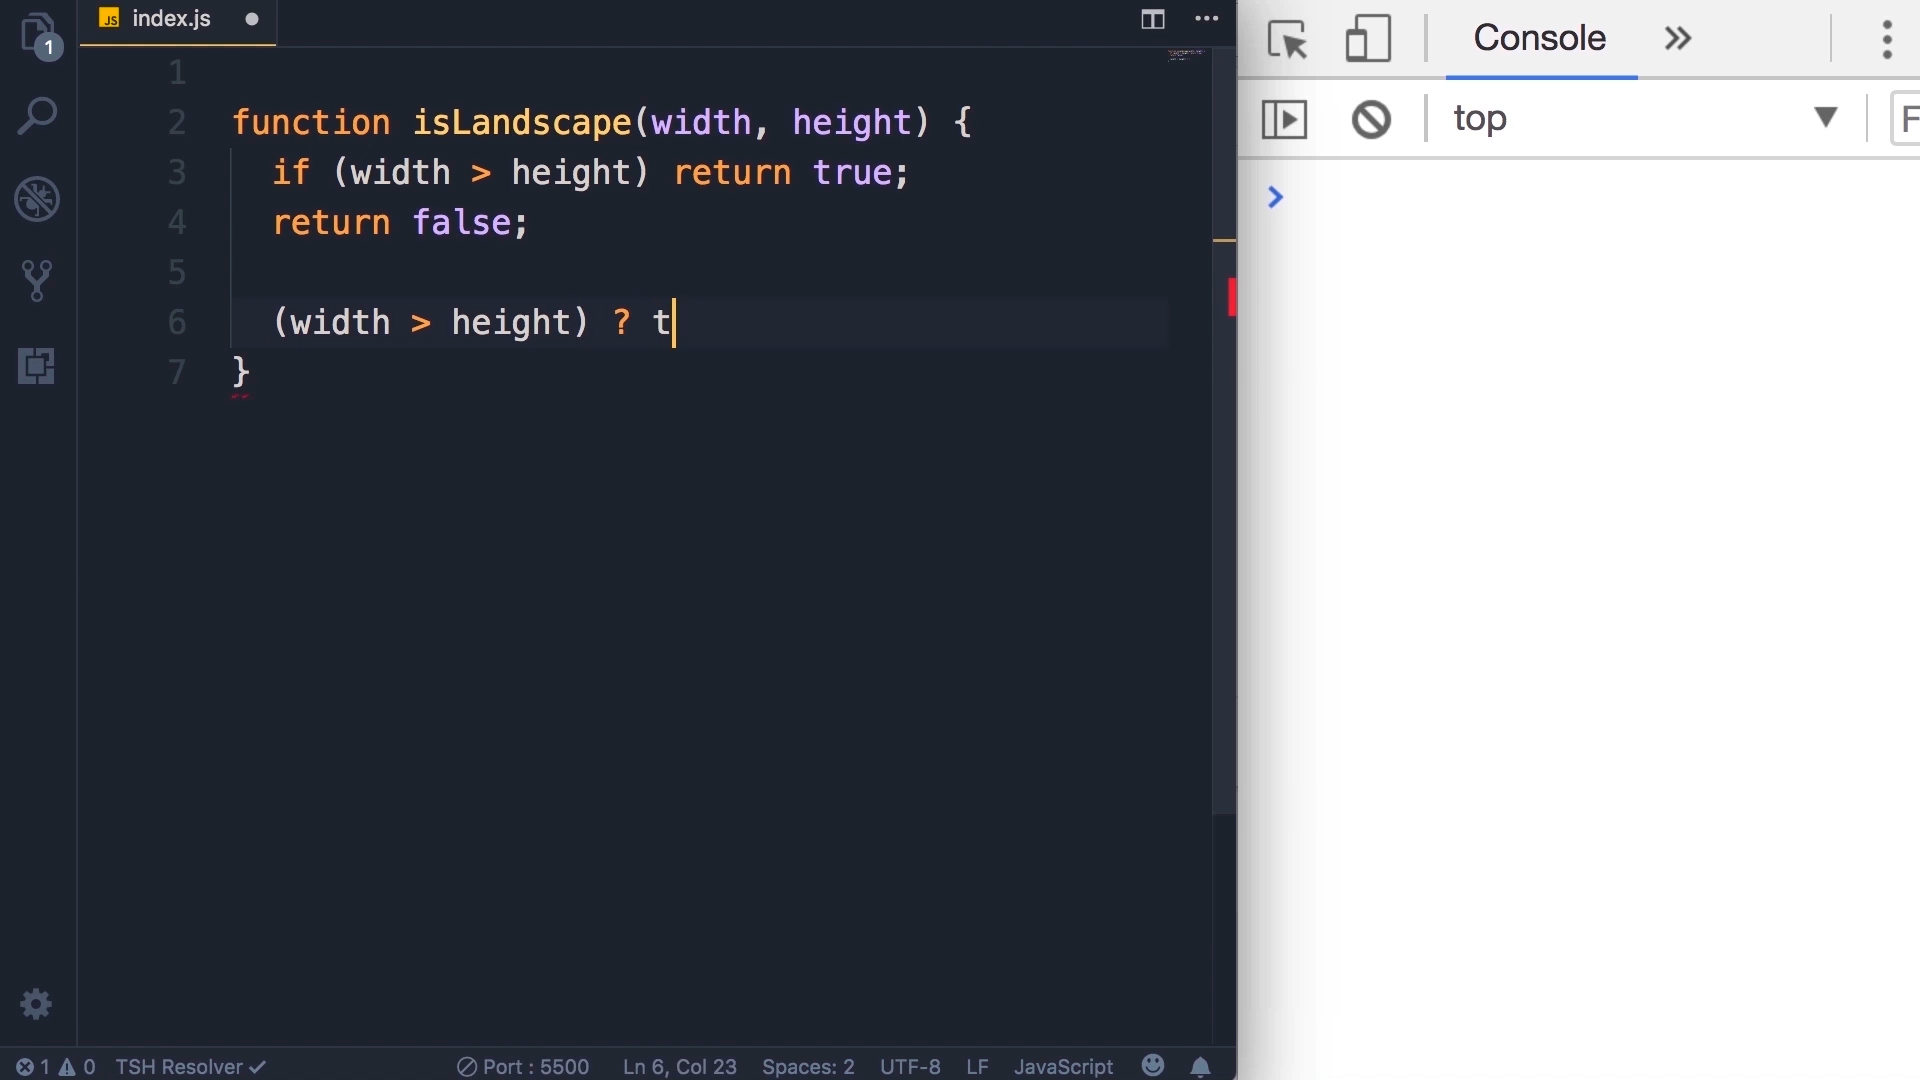 1
JS index.js
Console
top
F
1
2 function isLandscape(width, height) {
3 if (width > height) return true;
4 return false;
5
6 (width > height) ? t
7 }
1 0 TSH Resolver
Port : 5500
Ln 6, Col 23
Spaces: 2
UTF-8
LF
JavaScript